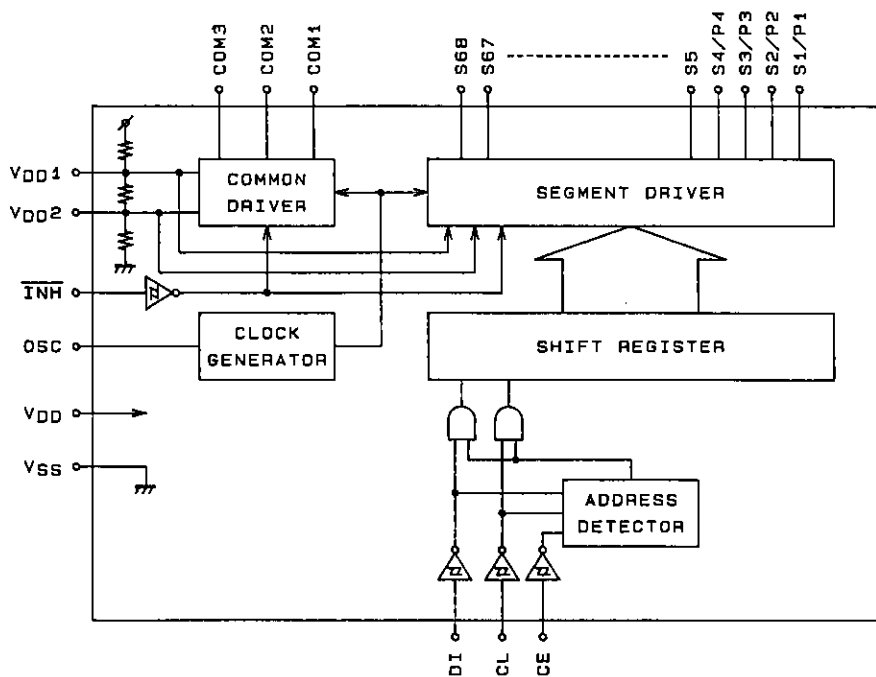 COM3
COM2
COM1
S68
S67
S5
S4/P4
S3/P3
S2/P2
S1/P1
VDD1
VDD2
INH
OSC
VDD
VSS
COMMON
DRIVER
SEGMENT DRIVER
CLOCK
GENERATOR
SHIFT REGISTER
ADDRESS
DETECTOR
DI
CL
CE